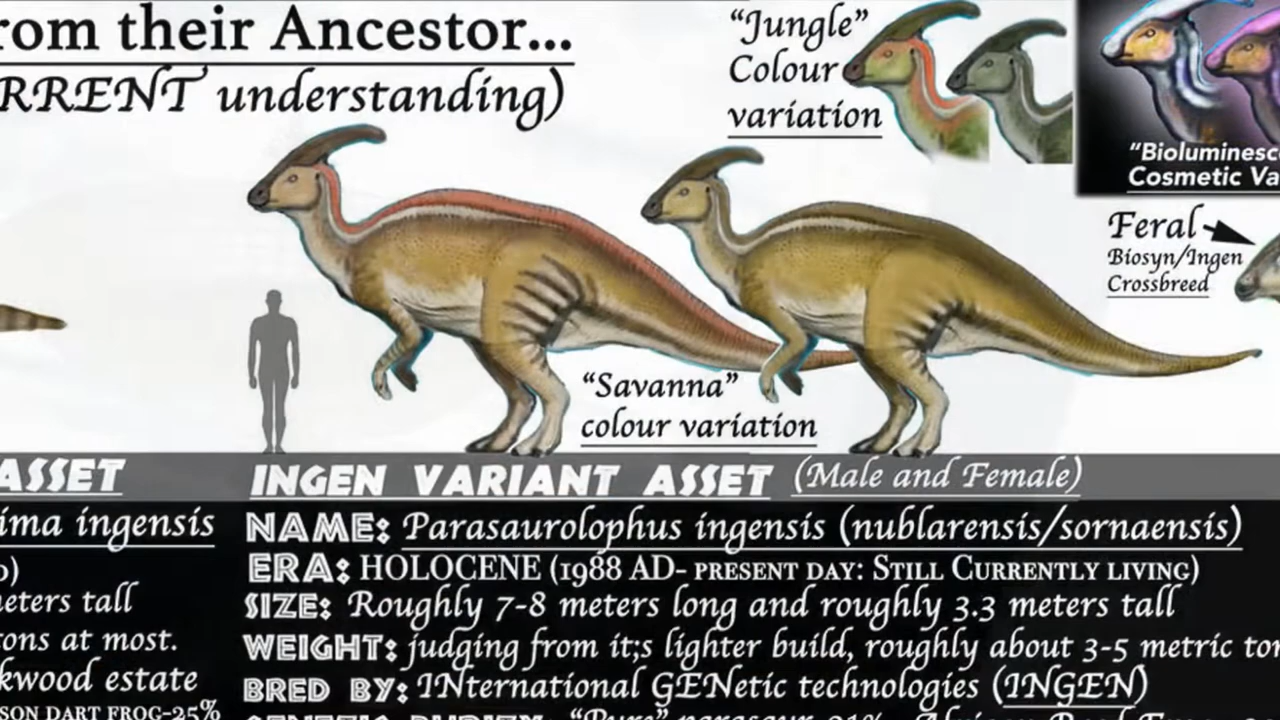 rom their Ancestor...
RRENT understanding)
"Jungle"
Colour
variation
"Bioluminesc
Cosmetic Va
Feral
Biosyn/Ingen
Crossbreed
"Savanna"
colour variation
ASSET
INGEN VARIANT ASSET (Male and Female)
ima ingensis
NAME: Parasaurolophus ingensis (nublarensis/sornaensis)
ERA: HOLOCENE (1988 AD- PRESENT DAY: STILL CURRENTLY LIVING)
eters tall
SIZE: Roughly 7-8 meters long and roughly 3.3 meters tall
ons at most.
WEIGHT: judging from it;s lighter build, roughly about 3-5 metric to
kwood estate
BRED BY: INternational GENetic technologies (INGEN)
SON DART FROG-25%